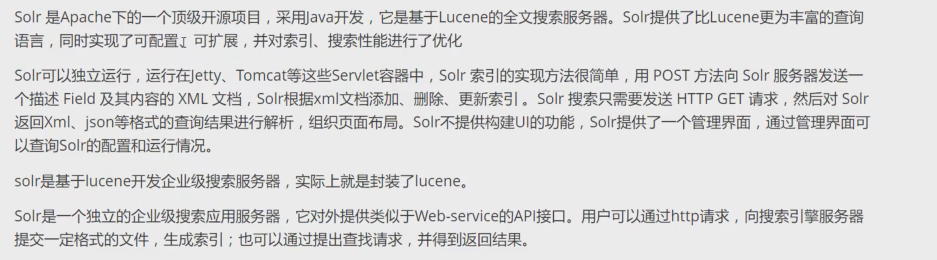 Solr 是Apache下的一个顶级开源项目，采用Java开发，它是基于Lucene的全文搜索服务器。Solr提供了比Lucene更为丰富的查询
语言，同时实现了可配置、可扩展，并对索引、搜索性能进行了优化
Solr可以独立运行，运行在Jetty、Tomcat等这些Servlet容器中，Solr 索引的实现方法很简单，用 POST 方法向 Solr 服务器发送一
个描述 Field 及其内容的 XML 文档，Solr根据xml文档添加、删除、更新索引 。Solr 搜索只需要发送 HTTP GET 请求，然后对 Solr
返回Xml、json等格式的查询结果进行解析，组织页面布局。Solr不提供构建UI的功能，Solr提供了一个管理界面，通过管理界面可
以查询Solr的配置和运行情况。
solr是基于lucene开发企业级搜索服务器，实际上就是封装了lucene。
Solr是一个独立的企业级搜索应用服务器，它对外提供类似于Web-service的API接口。用户可以通过http请求，向搜索引擎服务器
提交一定格式的文件，生成索引；也可以通过提出查找请求，并得到返回结果。